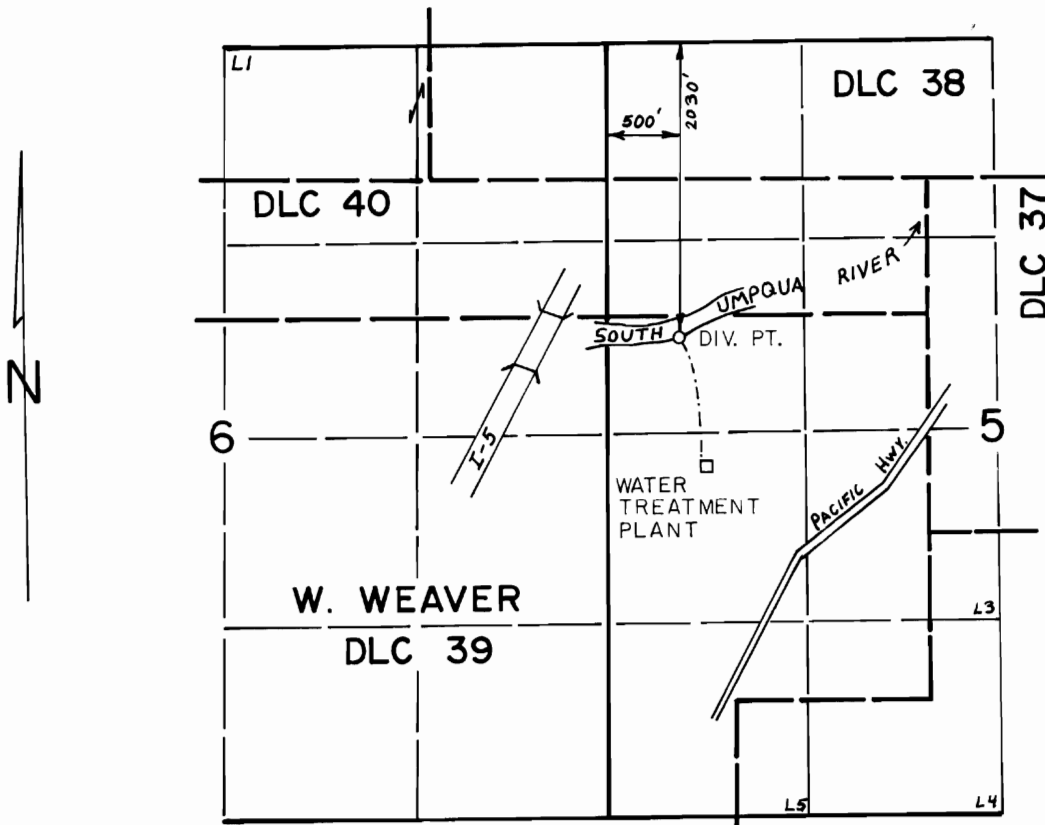 L1
DLC 38
500'
2030'
DLC 40
DLC 37
RIVER
UMPQUA
SOUTH
DIV. PT.
N
6
5
I-5
PACIFIC HWY.
WATER
TREATMENT
PLANT
W. WEAVER
DLC 39
L3
L5
L4